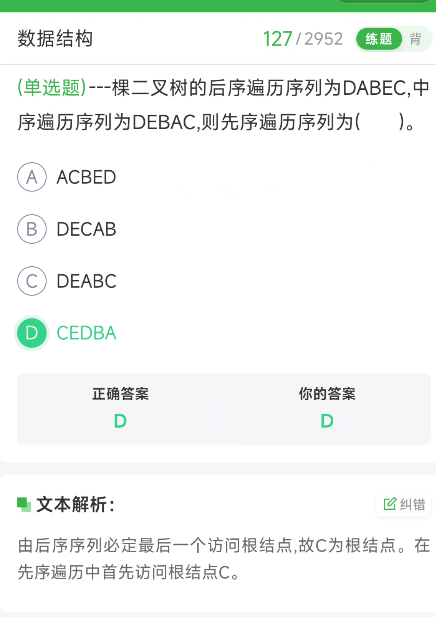 数据结构 127/2952 练题 背
(单选题)---棵二叉树的后序遍历序列为DABEC,中
序遍历序列为DEBAC,则先序遍历序列为(　　)。
A ACBED
B DECAB
C DEABC
D CEDBA
正确答案 你的答案
D D
文本解析： 纠错
由后序序列必定最后一个访问根结点,故C为根结点。在
先序遍历中首先访问根结点C。